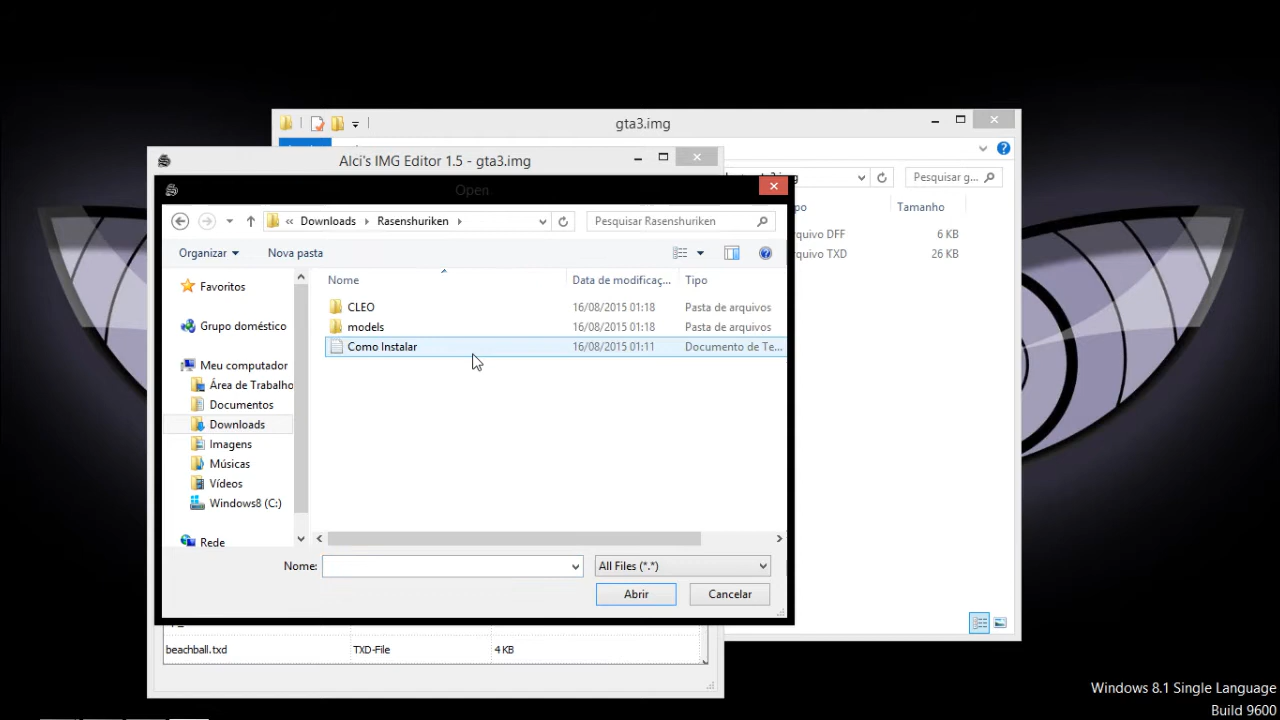 gta3.img
Alci's IMG Editor 1.5 - gta3.img
Pesquisar g...
Open
Downloads
Rasenshuriken
Pesquisar Rasenshuriken
Tamanho
Organizar
Nova pasta
rquivo DFF
6 KB
rquivo TXD
26 KB
Nome
Data de modificaç...
Tipo
Favoritos
CLEO
16/08/2015 01:18
Pasta de arquivos
Grupo doméstico
models
16/08/2015 01:18
Pasta de arquivos
Como Instalar
16/08/2015 01:11
Documento de Te...
Meu computador
Área de Trabalho
Documentos
Downloads
Imagens
Músicas
Vídeos
Windows8 (C:)
Rede
Nome:
All Files (*.*)
Abrir
Cancelar
beachball.txd
TXD-File
4 KB
Windows 8.1 Single Language
Build 9600